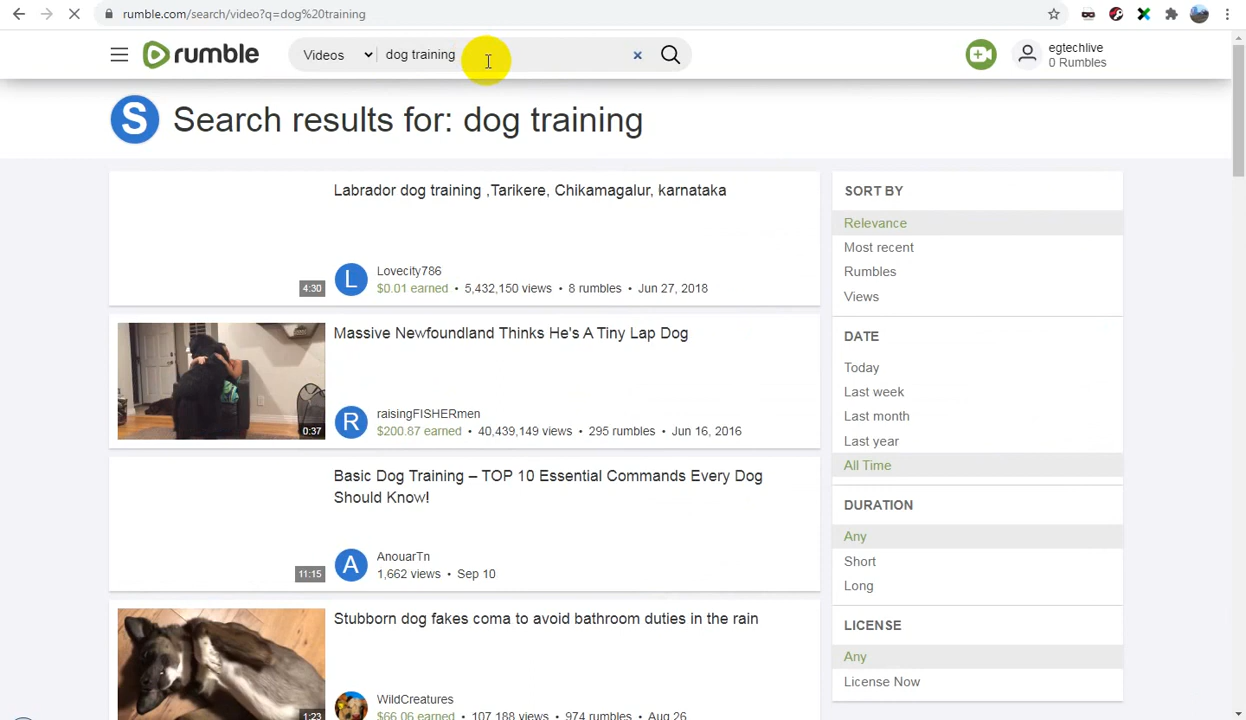 rumble.com/search/video?q=dog%20training
rumble
Videos
dog training
egtechlive
0 Rumbles
S
Search results for: dog training
Labrador dog training ,Tarikere, Chikamagalur, karnataka
4:30
L
Lovecity786
$0.01 earned • 5,432,150 views • 8 rumbles • Jun 27, 2018
Massive Newfoundland Thinks He's A Tiny Lap Dog
0:37
R
raisingFISHERmen
$200.87 earned • 40,439,149 views • 295 rumbles • Jun 16, 2016
Basic Dog Training – TOP 10 Essential Commands Every Dog
Should Know!
11:15
A
AnouarTn
1,662 views • Sep 10
Stubborn dog fakes coma to avoid bathroom duties in the rain
1:23
WildCreatures
$66.06 earned • 107,188 views • 974 rumbles • Aug 26
SORT BY
Relevance
Most recent
Rumbles
Views
DATE
Today
Last week
Last month
Last year
All Time
DURATION
Any
Short
Long
LICENSE
Any
License Now